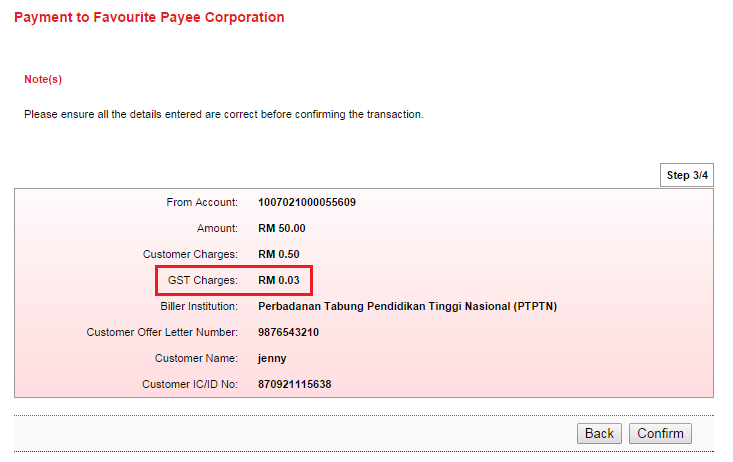 Payment to Favourite Payee Corporation
Note(s)
Please ensure all the details entered are correct before confirming the transaction.
Step 3/4
From Account: 1007021000055609
Amount: RM 50.00
Customer Charges: RM 0.50
GST Charges: RM 0.03
Biller Institution: Perbadanan Tabung Pendidikan Tinggi Nasional (PTPTN)
Customer Offer Letter Number: 9876543210
Customer Name: jenny
Customer IC/ID No: 870921115638
Back Confirm